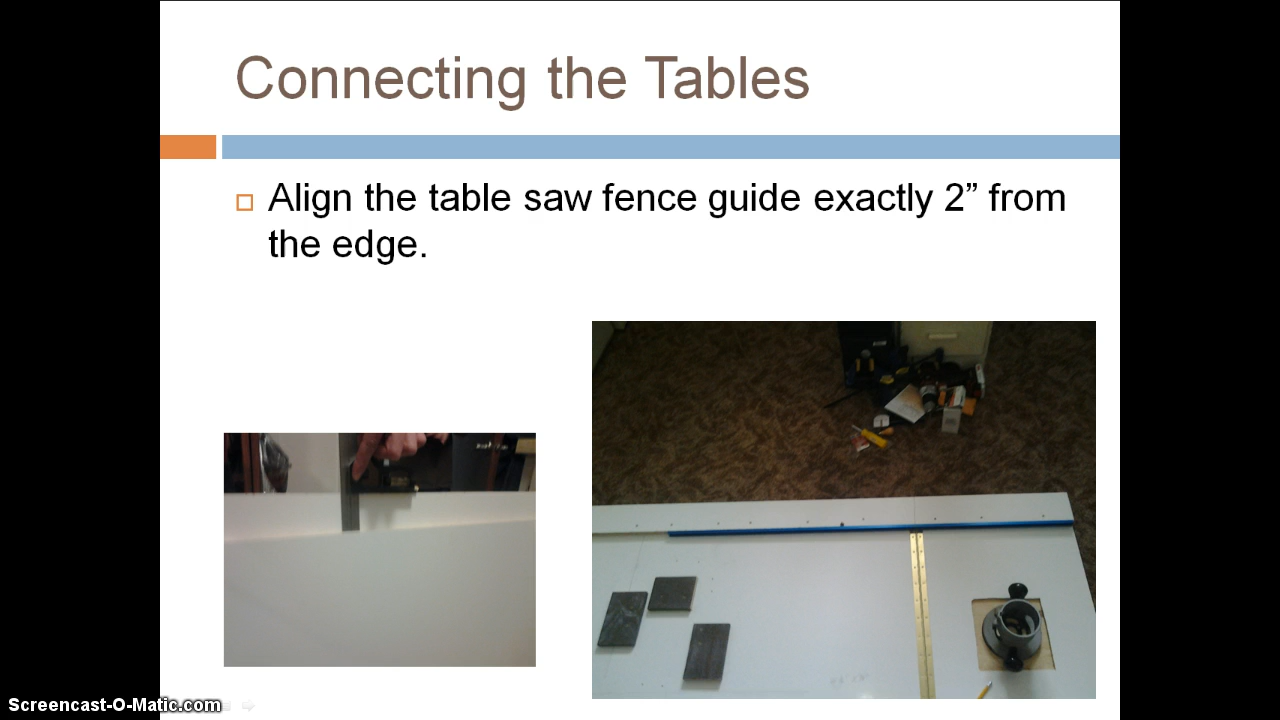 Connecting the Tables
Align the table saw fence guide exactly 2” from
the edge.
Screencast-O-Matic.com